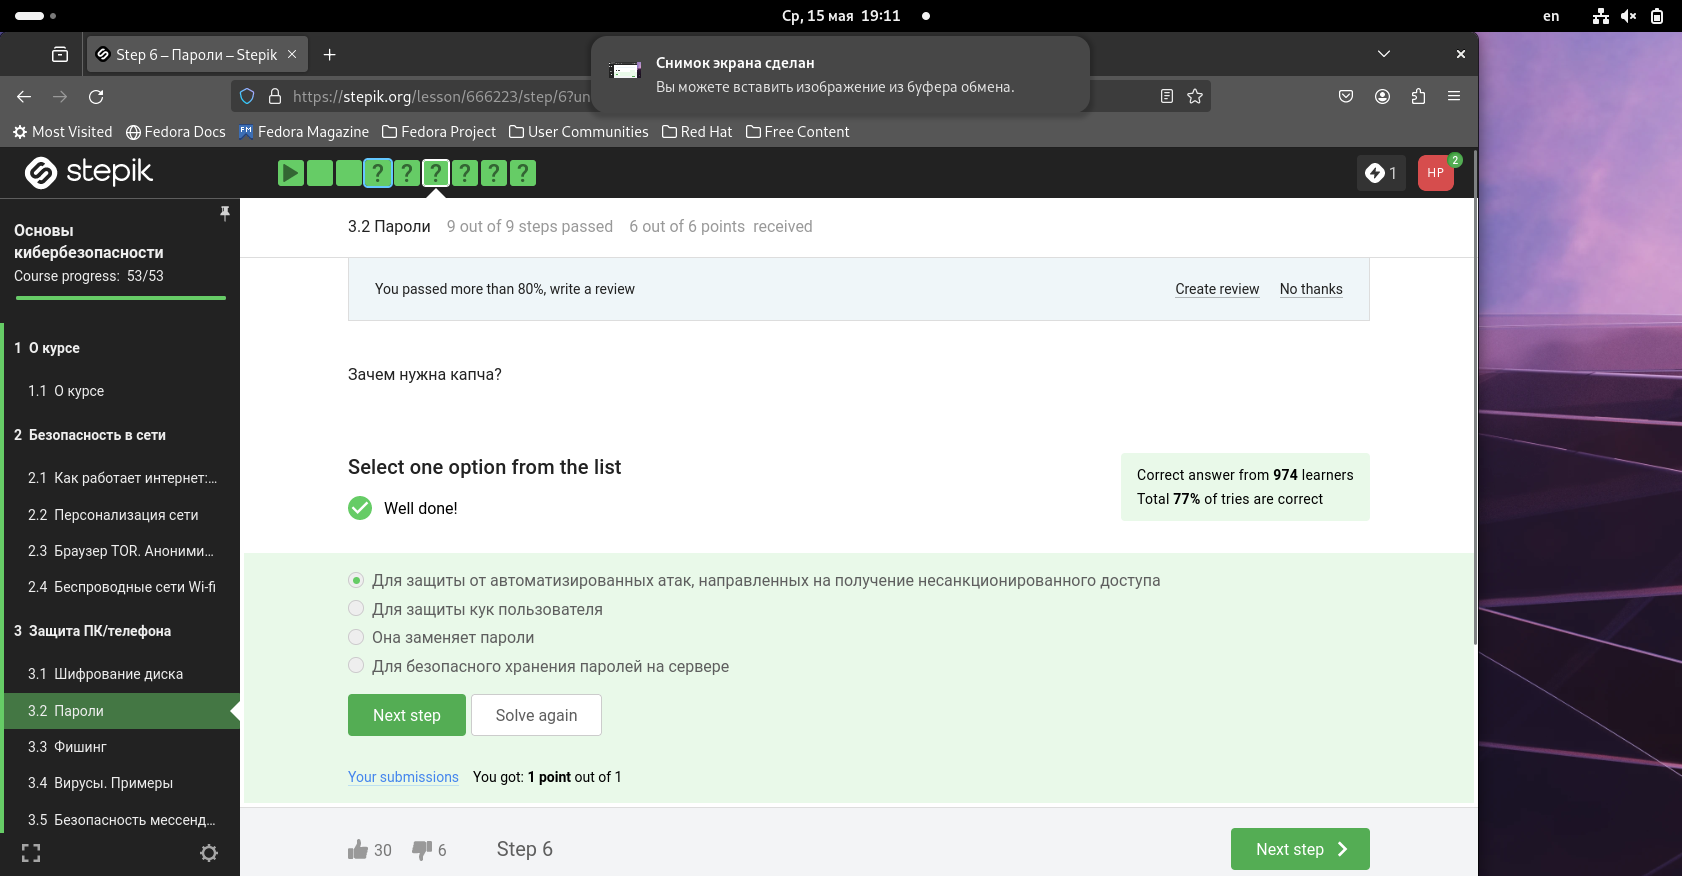 Ср, 15 мая 19:11
en
Step 6 – Пароли – Stepik
Снимок экрана сделан
Вы можете вставить изображение из буфера обмена.
https://stepik.org/lesson/666223/step/6?un
Most Visited
Fedora Docs
Fedora Magazine
Fedora Project
User Communities
Red Hat
Free Content
stepik
? ? ? ? ? ?
1
HP
2
Основы
кибербезопасности
Course progress: 53/53
1 О курсе
1.1 О курсе
2 Безопасность в сети
2.1 Как работает интернет:...
2.2 Персонализация сети
2.3 Браузер TOR. Аноними...
2.4 Беспроводные сети Wi-fi
3 Защита ПК/телефона
3.1 Шифрование диска
3.2 Пароли
3.3 Фишинг
3.4 Вирусы. Примеры
3.5 Безопасность мессенд...
3.2 Пароли 9 out of 9 steps passed 6 out of 6 points received
You passed more than 80%, write a review
Create review
No thanks
Зачем нужна капча?
Select one option from the list
Well done!
Correct answer from 974 learners
Total 77% of tries are correct
Для защиты от автоматизированных атак, направленных на получение несанкционированного доступа
Для защиты кук пользователя
Она заменяет пароли
Для безопасного хранения паролей на сервере
Next step
Solve again
Your submissions You got: 1 point out of 1
30
6
Step 6
Next step